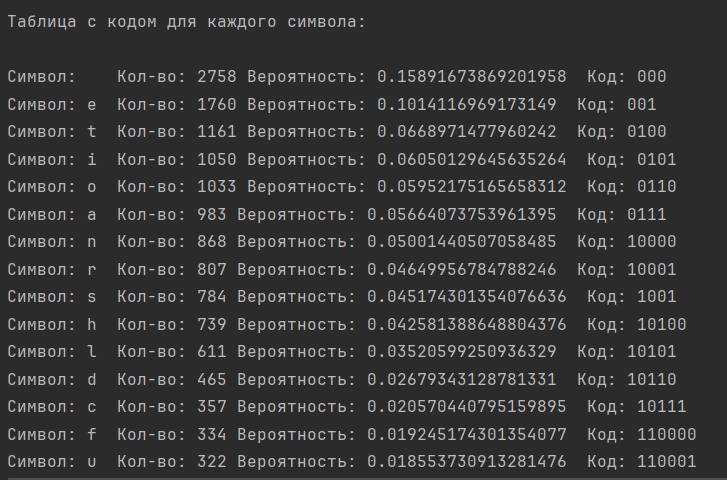 Таблица с кодом для каждого символа:
Символ:   Кол-во: 2758 Вероятность: 0.15891673869201958  Код: 000
Символ: e  Кол-во: 1760 Вероятность: 0.1014116969173149  Код: 001
Символ: t  Кол-во: 1161 Вероятность: 0.0668971477960242  Код: 0100
Символ: i  Кол-во: 1050 Вероятность: 0.06050129645635264  Код: 0101
Символ: o  Кол-во: 1033 Вероятность: 0.05952175165658312  Код: 0110
Символ: a  Кол-во: 983 Вероятность: 0.05664073753961395  Код: 0111
Символ: n  Кол-во: 868 Вероятность: 0.05001440507058485  Код: 10000
Символ: r  Кол-во: 807 Вероятность: 0.04649956784788246  Код: 10001
Символ: s  Кол-во: 784 Вероятность: 0.045174301354076636  Код: 1001
Символ: h  Кол-во: 739 Вероятность: 0.042581388648804376  Код: 10100
Символ: l  Кол-во: 611 Вероятность: 0.03520599250936329  Код: 10101
Символ: d  Кол-во: 465 Вероятность: 0.02679343128781331  Код: 10110
Символ: c  Кол-во: 357 Вероятность: 0.020570440795159895  Код: 10111
Символ: f  Кол-во: 334 Вероятность: 0.019245174301354077  Код: 110000
Символ: u  Кол-во: 322 Вероятность: 0.018553730913281476  Код: 110001